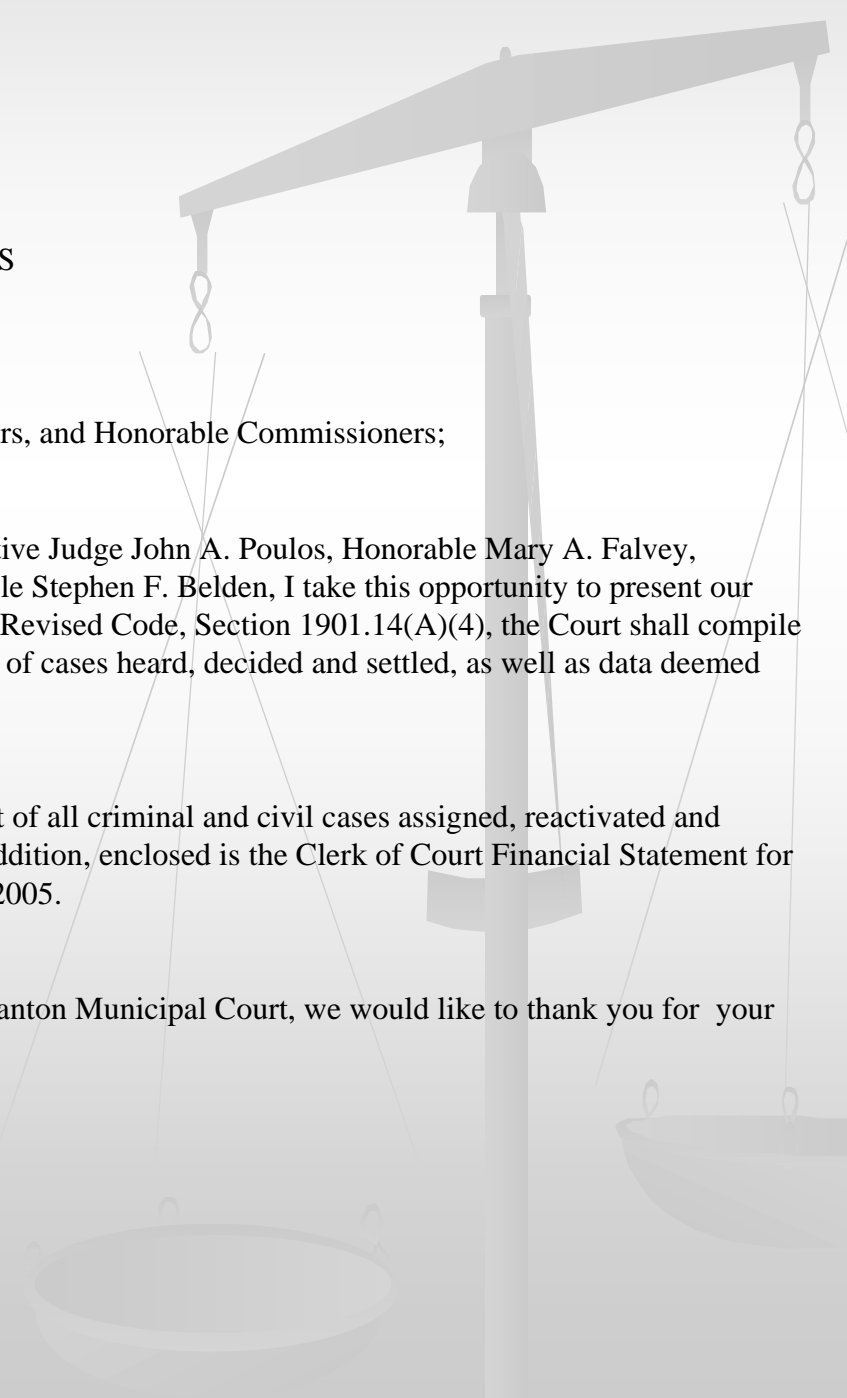 S
rs, and Honorable Commissioners;
tive Judge John A. Poulos, Honorable Mary A. Falvey,
le Stephen F. Belden, I take this opportunity to present our
Revised Code, Section 1901.14(A)(4), the Court shall compile
of cases heard, decided and settled, as well as data deemed
t of all criminal and civil cases assigned, reactivated and
ddition, enclosed is the Clerk of Court Financial Statement for
2005.
anton Municipal Court, we would like to thank you for  your